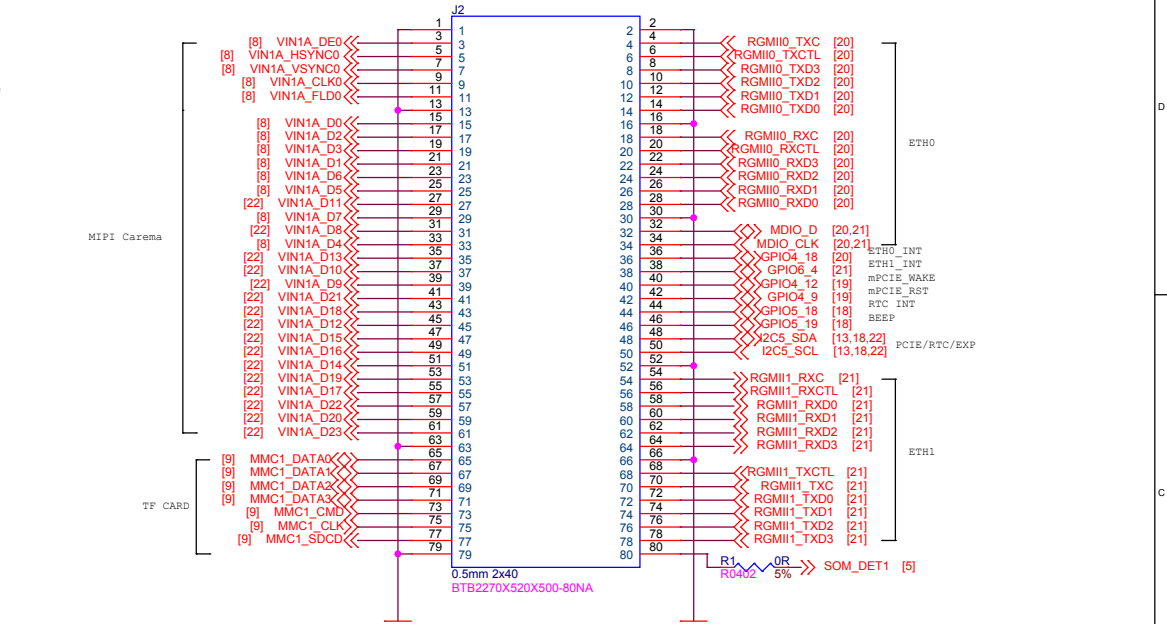 J2
1 1 2 2
[8] VIN1A_DE0 3 3 4 4 RGMII0_TXC [20]
[8] VIN1A_HSYNC0 5 5 6 6 RGMII0_TXCTL [20]
[8] VIN1A_VSYNC0 7 7 8 8 RGMII0_TXD3 [20]
[8] VIN1A_CLK0 9 9 10 10 RGMII0_TXD2 [20]
[8] VIN1A_FLD0 11 11 12 12 RGMII0_TXD1 [20]
13 13 14 14 RGMII0_TXD0 [20]
D
[8] VIN1A_D0 15 15 16 16
[8] VIN1A_D2 17 17 18 18 RGMII0_RXC [20]
ETH0
[8] VIN1A_D3 19 19 20 20 RGMII0_RXCTL [20]
[8] VIN1A_D1 21 21 22 22 RGMII0_RXD3 [20]
[8] VIN1A_D6 23 23 24 24 RGMII0_RXD2 [20]
[8] VIN1A_D5 25 25 26 26 RGMII0_RXD1 [20]
[22] VIN1A_D11 27 27 28 28 RGMII0_RXD0 [20]
[8] VIN1A_D7 29 29 30 30
[22] VIN1A_D8 31 31 32 32 MDIO_D [20,21]
MIPI Carema
[8] VIN1A_D4 33 33 34 34 MDIO_CLK [20,21]
[22] VIN1A_D13 35 35 36 36 GPIO4_18 [20] ETH0_INT
[22] VIN1A_D10 37 37 38 38 GPIO6_4 [21] ETH1_INT
[22] VIN1A_D9 39 39 40 40 GPIO4_12 [19] mPCIE_WAKE
[22] VIN1A_D21 41 41 42 42 GPIO4_9 [19] mPCIE_RST
[22] VIN1A_D18 43 43 44 44 GPIO5_18 [18] RTC INT
[22] VIN1A_D12 45 45 46 46 GPIO5_19 [18] BEEP
[22] VIN1A_D15 47 47 48 48 I2C5_SDA [13,18,22]
PCIE/RTC/EXP
[22] VIN1A_D16 49 49 50 50 I2C5_SCL [13,18,22]
[22] VIN1A_D14 51 51 52 52
[22] VIN1A_D19 53 53 54 54 RGMII1_RXC [21]
[22] VIN1A_D17 55 55 56 56 RGMII1_RXCTL [21]
[22] VIN1A_D22 57 57 58 58 RGMII1_RXD0 [21]
[22] VIN1A_D20 59 59 60 60 RGMII1_RXD1 [21]
[22] VIN1A_D23 61 61 62 62 RGMII1_RXD2 [21]
63 63 64 64 RGMII1_RXD3 [21]
ETH1
[9] MMC1_DATA0 65 65 66 66
[9] MMC1_DATA1 67 67 68 68 RGMII1_TXCTL [21]
[9] MMC1_DATA2 69 69 70 70 RGMII1_TXC [21]
C
[9] MMC1_DATA3 71 71 72 72 RGMII1_TXD0 [21]
TF CARD
[9] MMC1_CMD 73 73 74 74 RGMII1_TXD1 [21]
[9] MMC1_CLK 75 75 76 76 RGMII1_TXD2 [21]
[9] MMC1_SDCD 77 77 78 78 RGMII1_TXD3 [21]
79 79 80 80
R1 0R SOM_DET1 [5]
R0402 5%
0.5mm 2x40
BTB2270X520X500-80NA